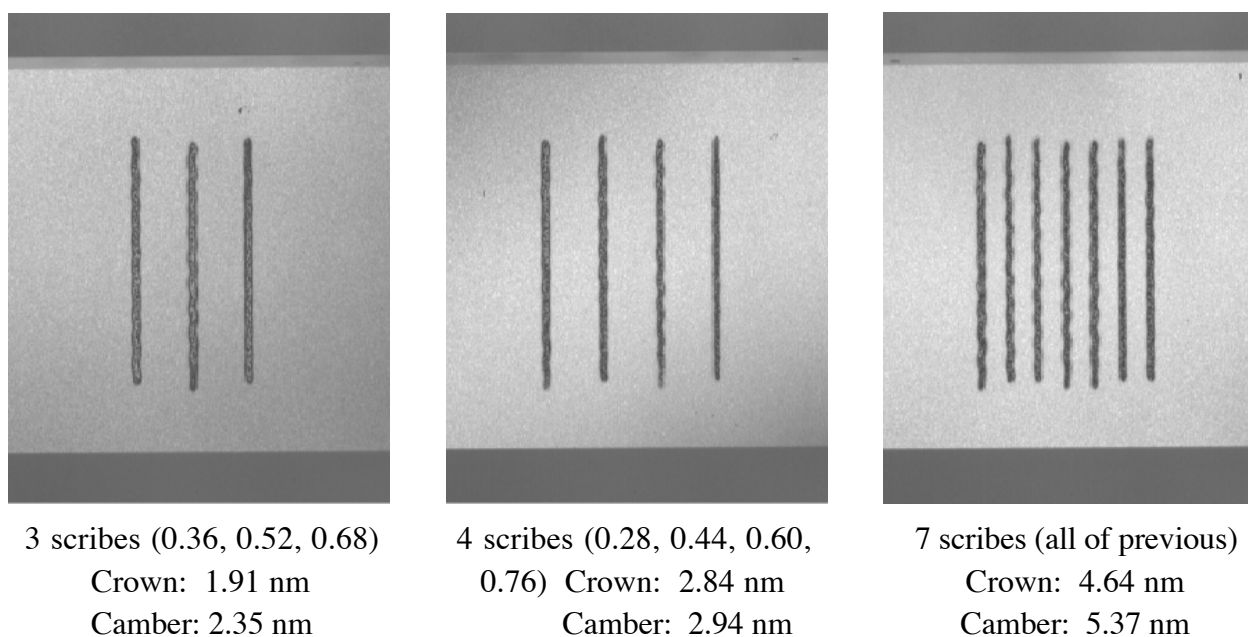 3 scribes (0.36, 0.52, 0.68)
Crown: 1.91 nm
Camber: 2.35 nm
4 scribes (0.28, 0.44, 0.60,
0.76) Crown: 2.84 nm
Camber: 2.94 nm
7 scribes (all of previous)
Crown: 4.64 nm
Camber: 5.37 nm